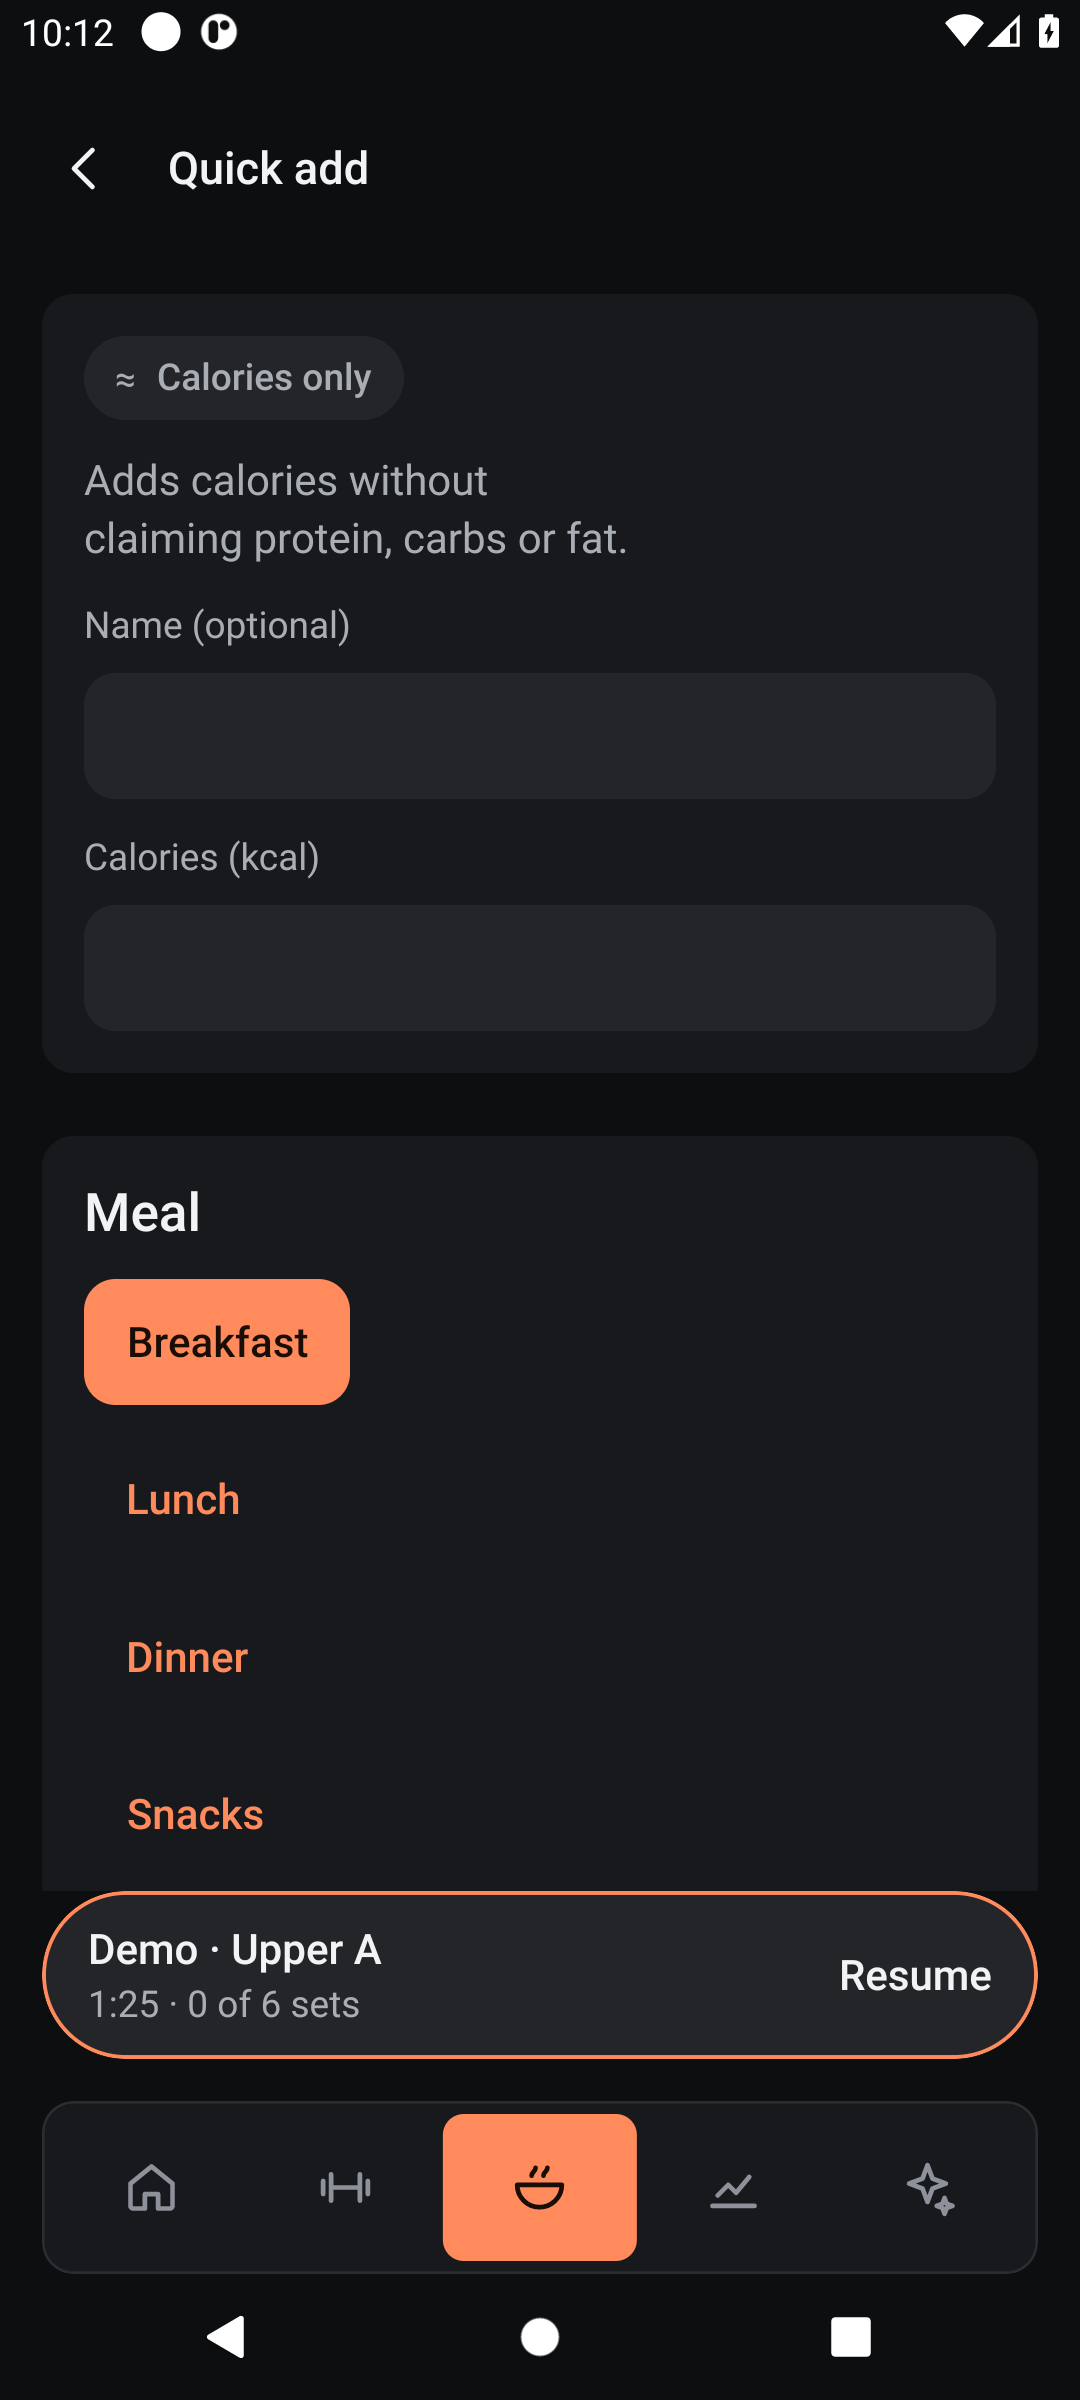 10:12
Quick add
≈ Calories only
Adds calories without
claiming protein, carbs or fat.
Name (optional)
Calories (kcal)
Meal
Breakfast
Lunch
Dinner
Snacks
Demo · Upper A
1:25 · 0 of 6 sets
Resume